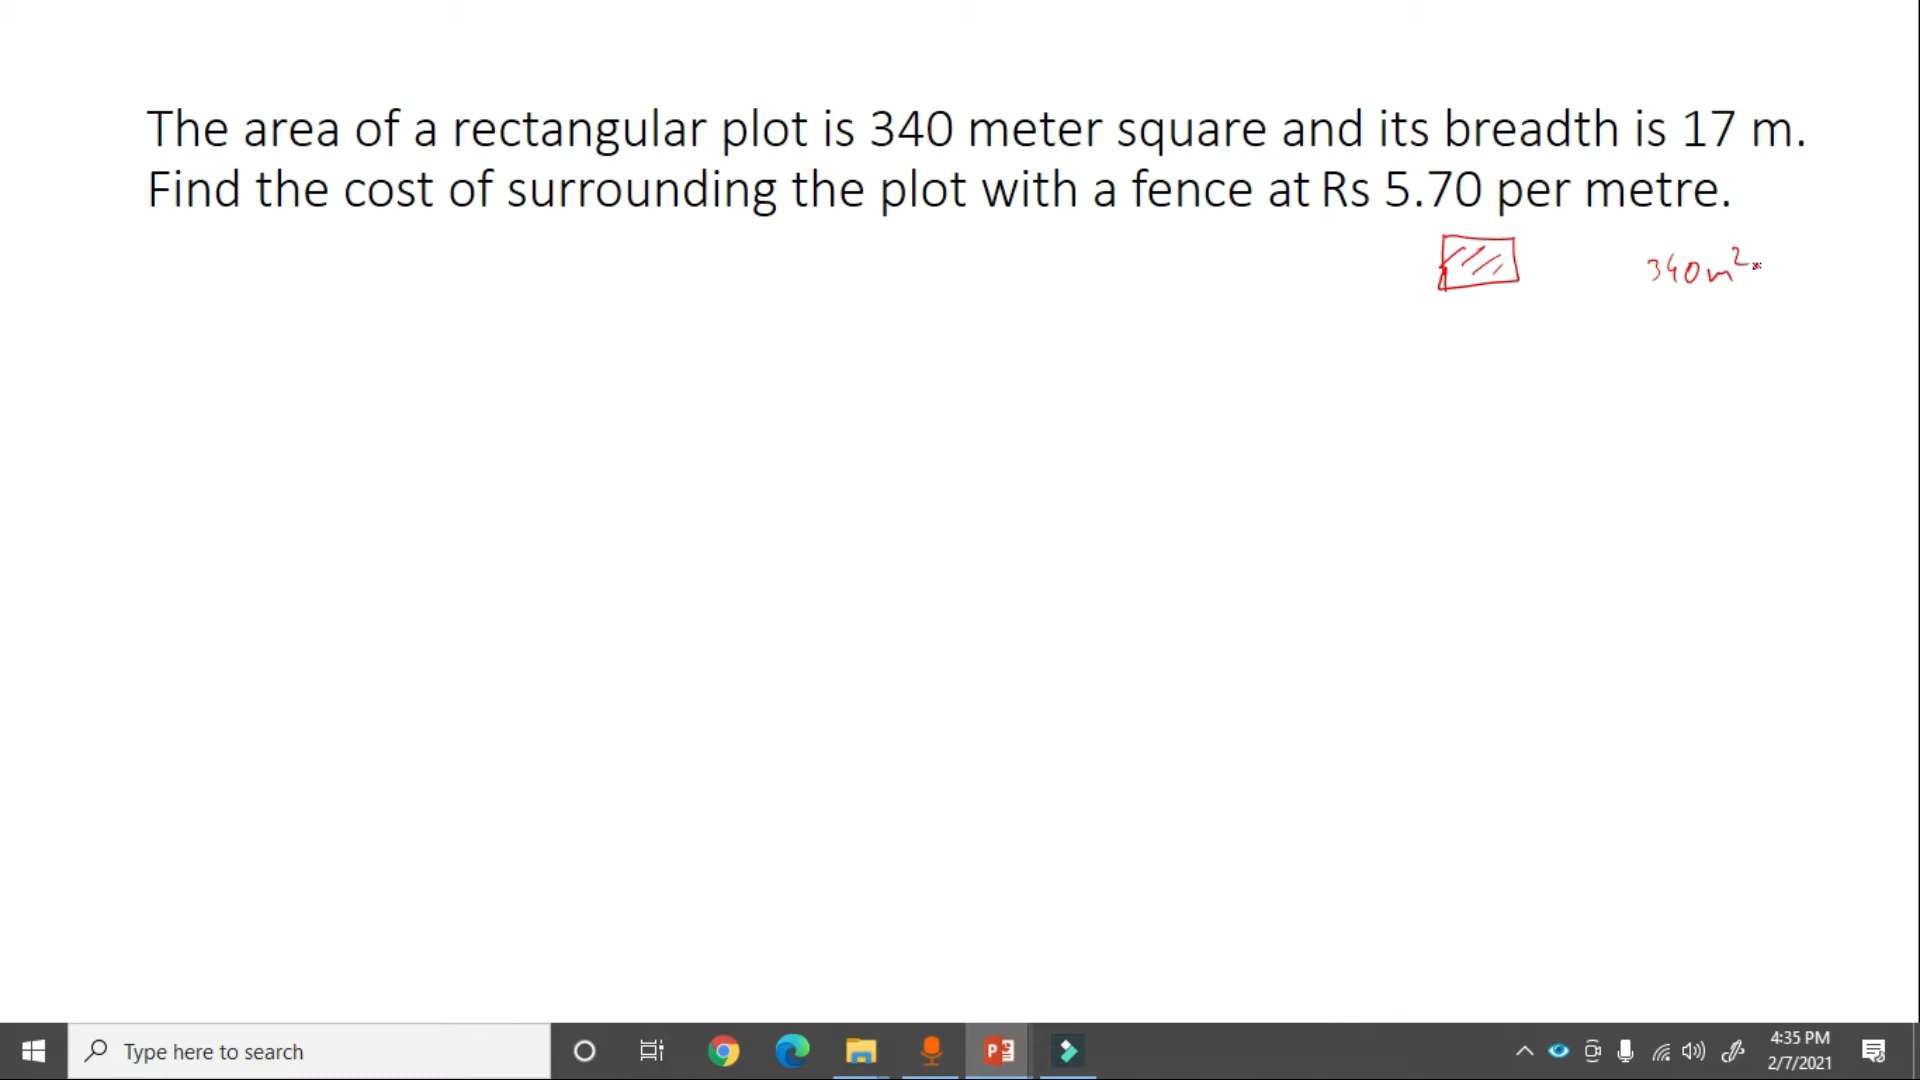 The area of a rectangular plot is 340 meter square and its breadth is 17 m.
Find the cost of surrounding the plot with a fence at Rs 5.70 per metre.
340m²
Type here to search
4:35 PM
2/7/2021